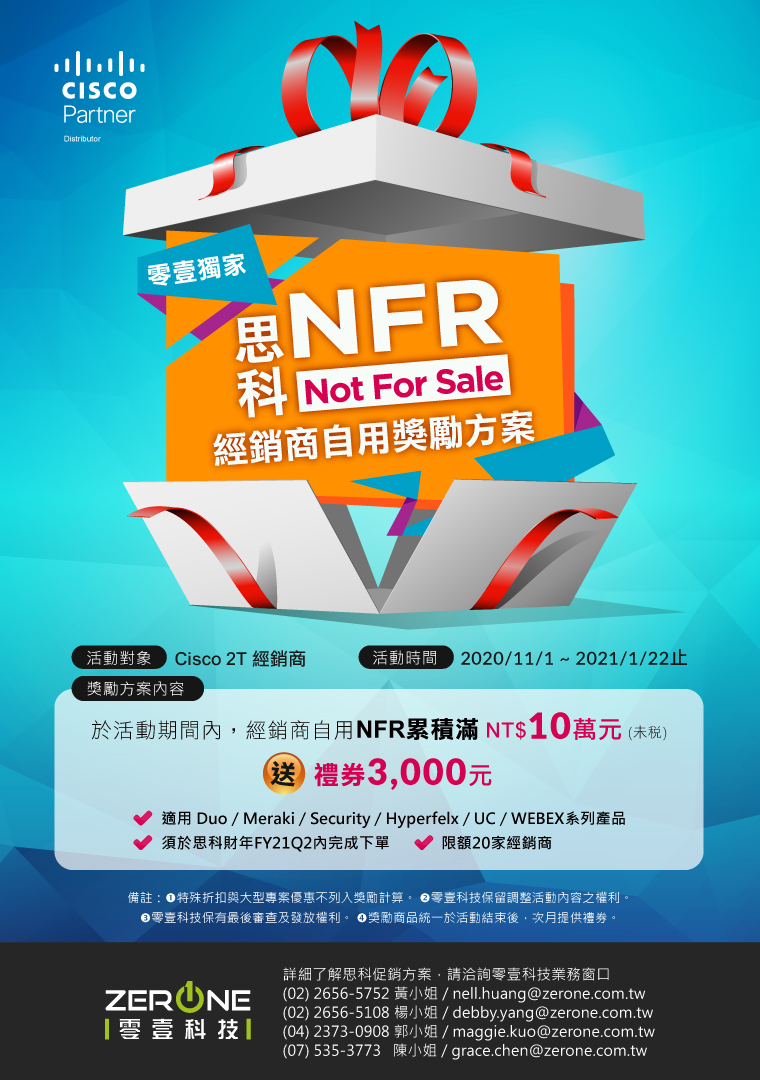 CISCO
Partner
Distributor
零壹獨家
思科 NFR
Not For Sale
經銷商自用獎勵方案
活動對象 Cisco 2T 經銷商
活動時間 2020/11/1 ~ 2021/1/22止
獎勵方案內容
於活動期間內，經銷商自用NFR累積滿 NT$10萬元 (未税)
送 禮券3,000元
適用 Duo / Meraki / Security / Hyperfelx / UC / WEBEX系列產品
須於思科財年FY21Q2內完成下單 限額20家經銷商
備註：❶特殊折扣與大型專案優惠不列入獎勵計算。 ❷零壹科技保留調整活動內容之權利。
❸零壹科技保有最後審查及發放權利。 ❹獎勵商品統一於活動結束後，次月提供禮券。
詳細了解思科促銷方案，請洽詢零壹科技業務窗口
(02) 2656-5752 黃小姐 / nell.huang@zerone.com.tw
(02) 2656-5108 楊小姐 / debby.yang@zerone.com.tw
(04) 2373-0908 郭小姐 / maggie.kuo@zerone.com.tw
(07) 535-3773 陳小姐 / grace.chen@zerone.com.tw
ZERONE
零壹科技